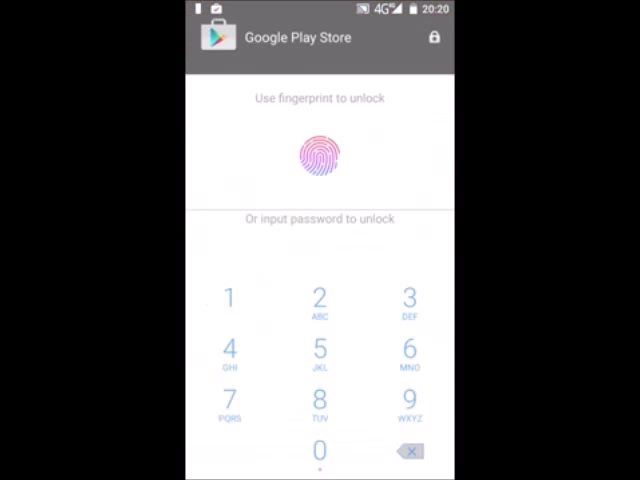 4G 20:20
Google Play Store
Use fingerprint to unlock
Or input password to unlock
1 2 3
ABC DEF
4 5 6
GHI JKL MNO
7 8 9
PQRS TUV WXYZ
0